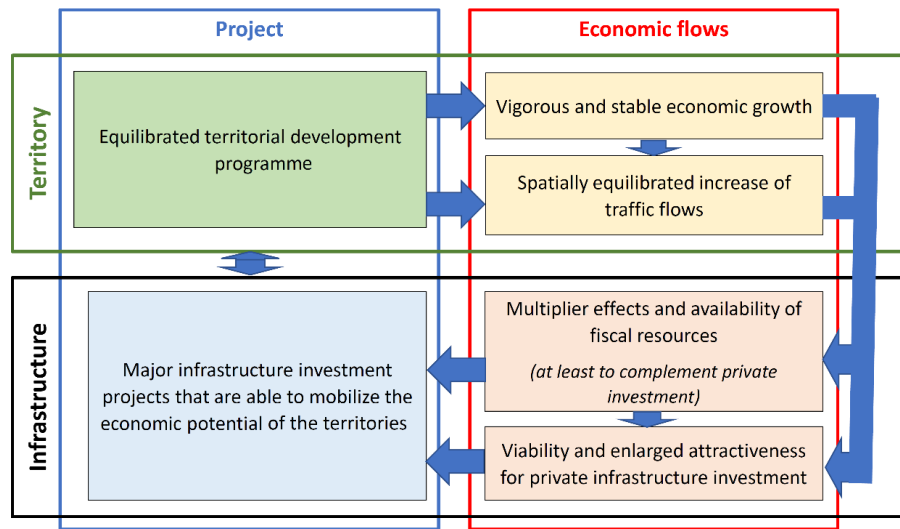 Project
Economic flows
Territory
Equilibrated territorial development
programme
Vigorous and stable economic growth
Spatially equilibrated increase of
traffic flows
Infrastructure
Major infrastructure investment
projects that are able to mobilize the
economic potential of the territories
Multiplier effects and availability of
fiscal resources
(at least to complement private
investment)
Viability and enlarged attractiveness
for private infrastructure investment